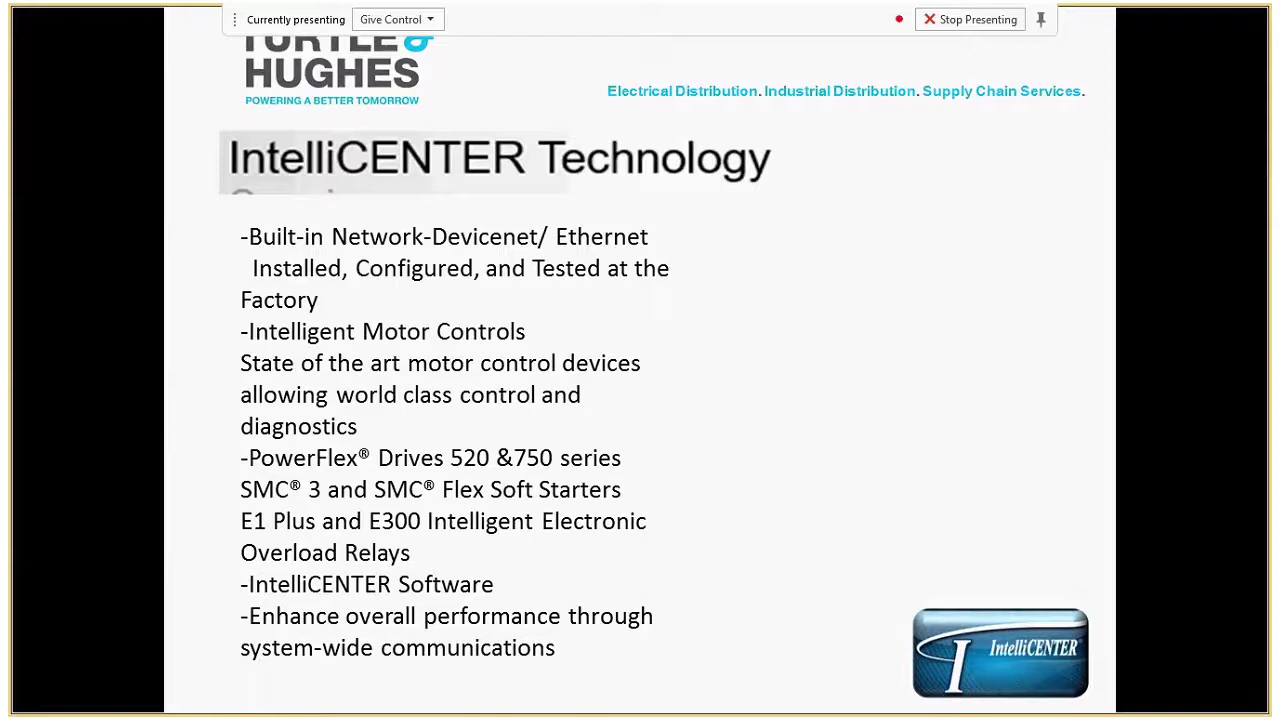 Currently presenting
Give Control
Stop Presenting
TURTLE &
HUGHES
POWERING A BETTER TOMORROW
Electrical Distribution. Industrial Distribution. Supply Chain Services.
IntelliCENTER Technology
-Built-in Network-Devicenet/ Ethernet
Installed, Configured, and Tested at the
Factory
-Intelligent Motor Controls
State of the art motor control devices
allowing world class control and
diagnostics
-PowerFlex® Drives 520 &750 series
SMC® 3 and SMC® Flex Soft Starters
E1 Plus and E300 Intelligent Electronic
Overload Relays
-IntelliCENTER Software
-Enhance overall performance through
system-wide communications
I IntelliCENTER